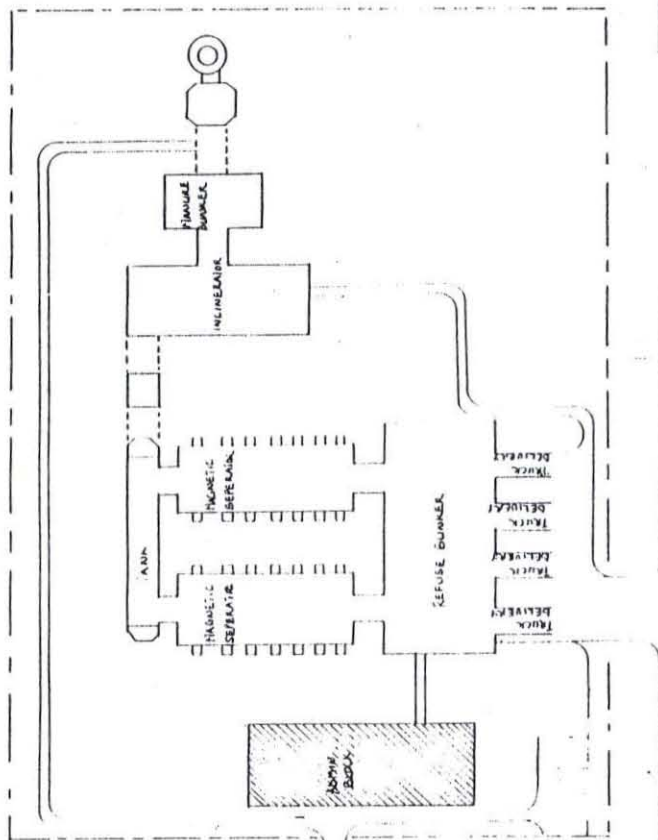 MANURE
BUNKER
INCINERATOR
TANK
MAGNETIC
SEPERATOR
MAGNETIC
SEPERATOR
REFUSE BUNKER
DELIVERY
TRUCK
DELIVERY
TRUCK
DELIVERY
TRUCK
DELIVERY
TRUCK
ADMIN
BLOCK